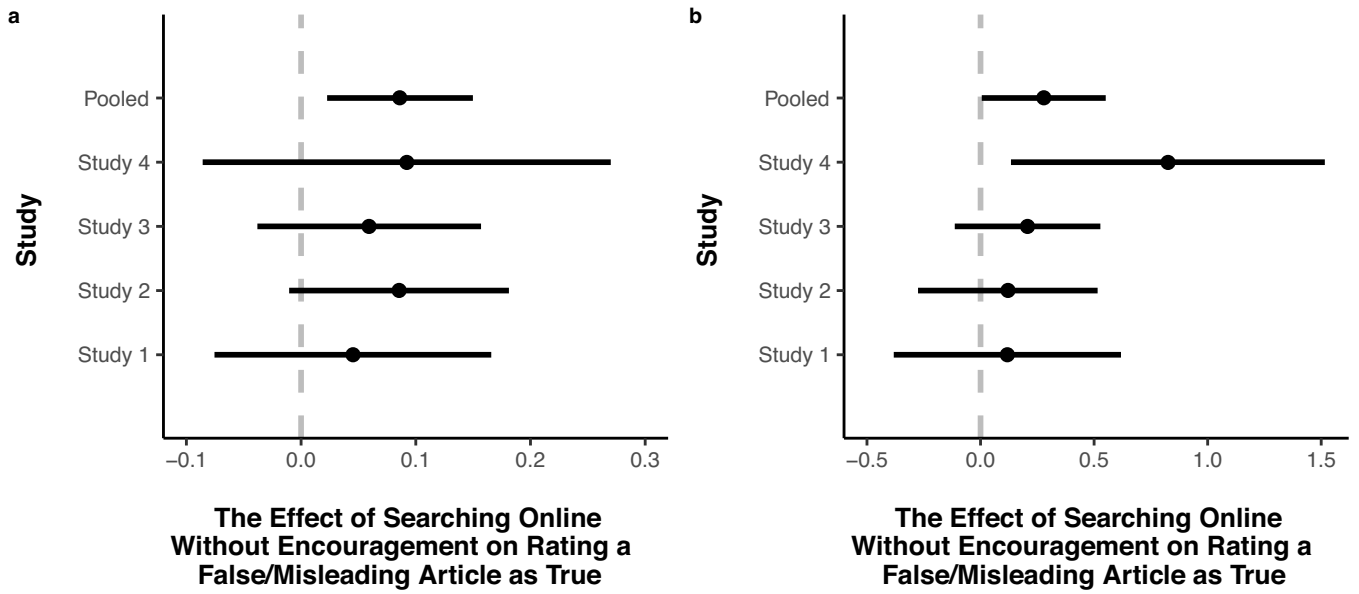 a
Study
Pooled
Study 4
Study 3
Study 2
Study 1
−0.1 0.0 0.1 0.2 0.3
The Effect of Searching Online
Without Encouragement on Rating a
False/Misleading Article as True
b
Study
Pooled
Study 4
Study 3
Study 2
Study 1
−0.5 0.0 0.5 1.0 1.5
The Effect of Searching Online
Without Encouragement on Rating a
False/Misleading Article as True